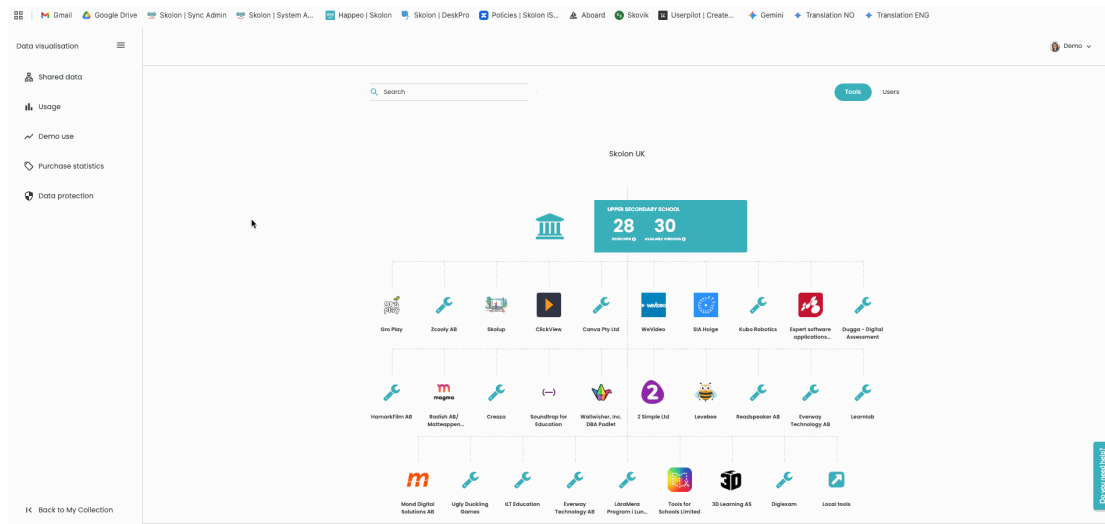 Gmail
Google Drive
Skolon | Sync Admin
Skolon | System A...
Happeo | Skolon
Skolon | DeskPro
Policies | Skolon IS...
Aboard
Skovik
Userpilot | Create...
Gemini
Translation NO
Translation ENG
Data visualisation
Demo
Shared data
Usage
Demo use
Purchase statistics
Data protection
Back to My Collection
Search
Tools
Users
Skolon UK
UPPER SECONDARY SCHOOL
28 30
DEVELOPER AVAILABLE VERSIONS
Gro Play
Zcooly AB
Skolup
ClickView
Canva Pty Ltd
WeVideo
SIA Holge
Kubo Robotics
Expert software
applications...
Dugga - Digital
Assessment
magma
HamarkFilm AB
Radish AB/
Matteappen...
Creaza
Soundtrap for
Education
Wallwisher, Inc.
DBA Padlet
2
2 Simple Ltd
Levebee
Readspeaker AB
Everway
Technology AB
Learnlab
m
Mond Digital
Solutions AB
Ugly Duckling
Games
ILT Education
Everway
Technology AB
LäraMera
Program i Lun...
Tools for
Schools Limited
3D
3D Learning AS
Digiexam
Local tools
Do you need help?